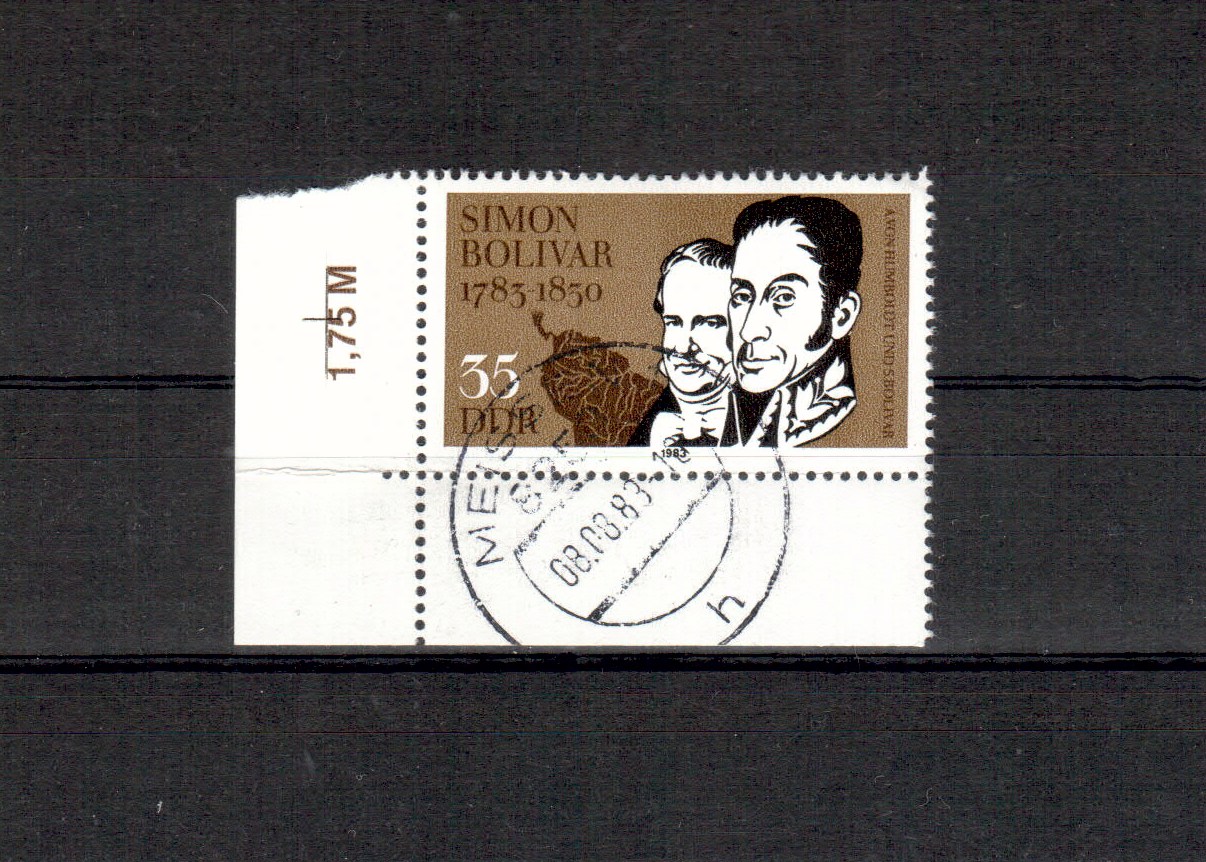 SIMON
BOLIVAR
1783-1830
35
DDR
A.VON HUMBOLDT UND S.BOLIVAR
1983
1,75 M
08.08.83
h